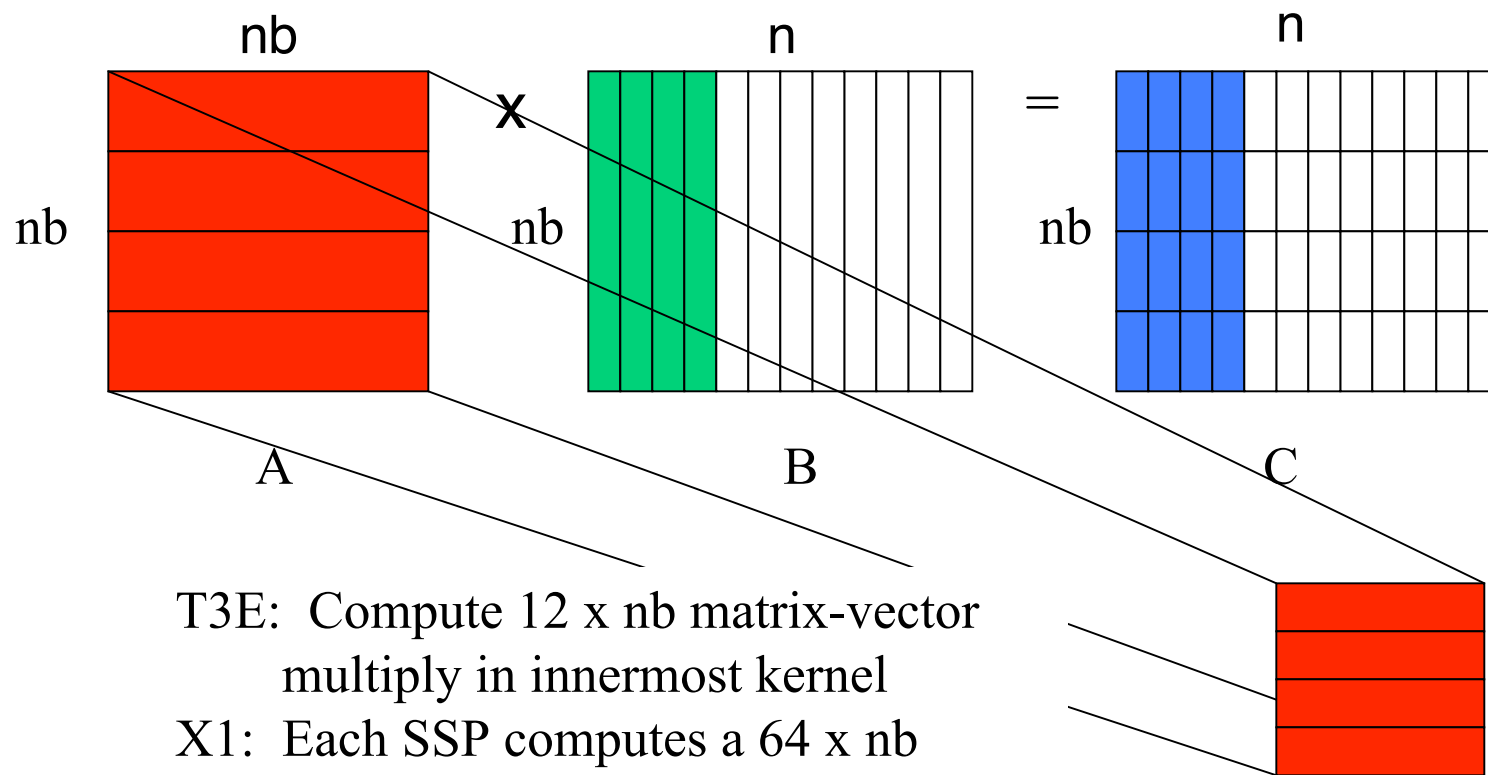 nb
n
n
x
=
nb
nb
nb
A
B
C
T3E: Compute 12 x nb matrix-vector
multiply in innermost kernel
X1: Each SSP computes a 64 x nb